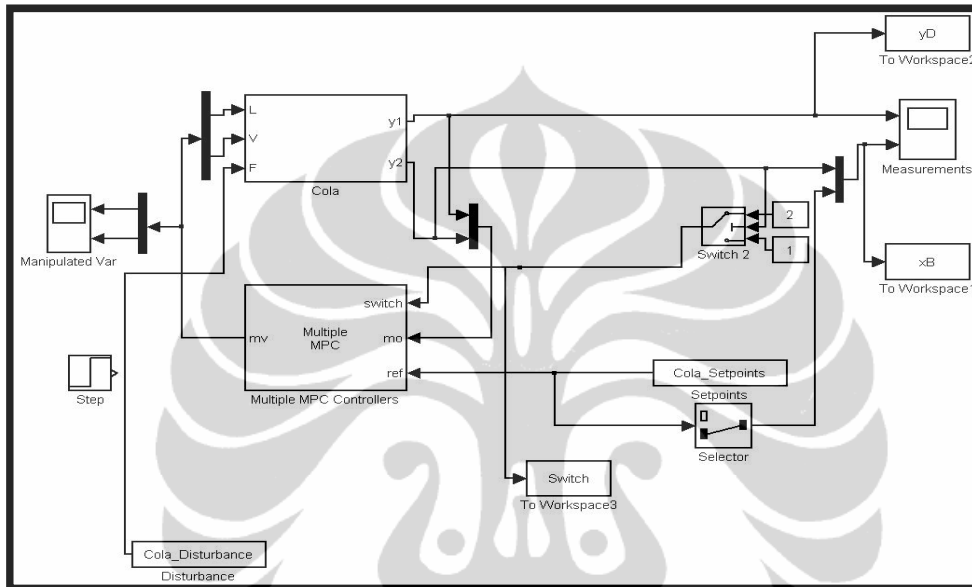 yD
To Workspace2
L
V
F
y1
y2
Cola
Measurements
Manipulated Var
2
1
Switch 2
xB
To Workspace1
switch
mv
Multiple
MPC
mo
ref
Multiple MPC Controllers
Step
Cola_Setpoints
Setpoints
Selector
Switch
To Workspace3
Cola_Disturbance
Disturbance